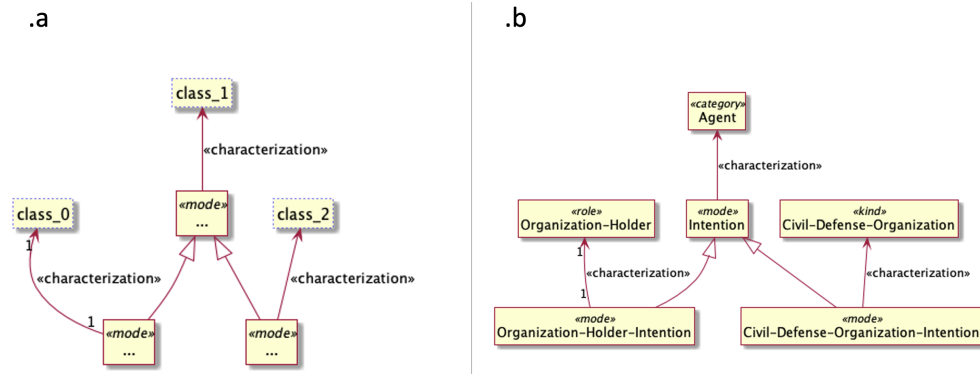 .a
class_1
«characterization»
«mode»
...
class_0
1
class_2
«characterization»
«characterization»
1
«mode»
...
«mode»
...
.b
«category»
Agent
«characterization»
«role»
Organization-Holder
«mode»
Intention
«kind»
Civil-Defense-Organization
1
«characterization»
«characterization»
1
«mode»
Organization-Holder-Intention
«mode»
Civil-Defense-Organization-Intention